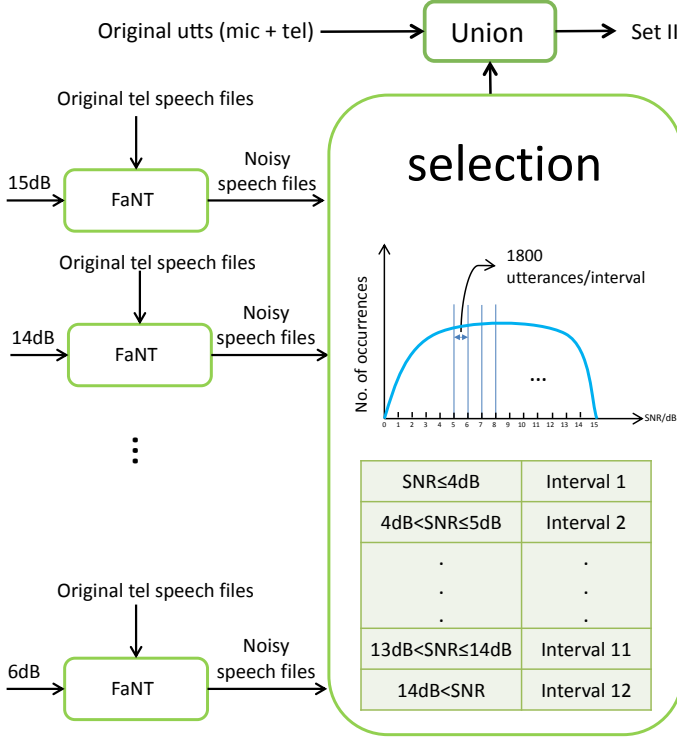 Original utts (mic + tel)
Union
Set II
Original tel speech files
15dB
FaNT
Noisy
speech files
Original tel speech files
14dB
FaNT
Noisy
speech files
...
Original tel speech files
6dB
FaNT
Noisy
speech files
selection
1800
utterances/interval
No. of occurrences
...
0 1 2 3 4 5 6 7 8 9 10 11 12 13 14 15
SNR/dB
SNR≤4dB Interval 1
4dB<SNR≤5dB Interval 2
. .
. .
. .
13dB<SNR≤14dB Interval 11
14dB<SNR Interval 12